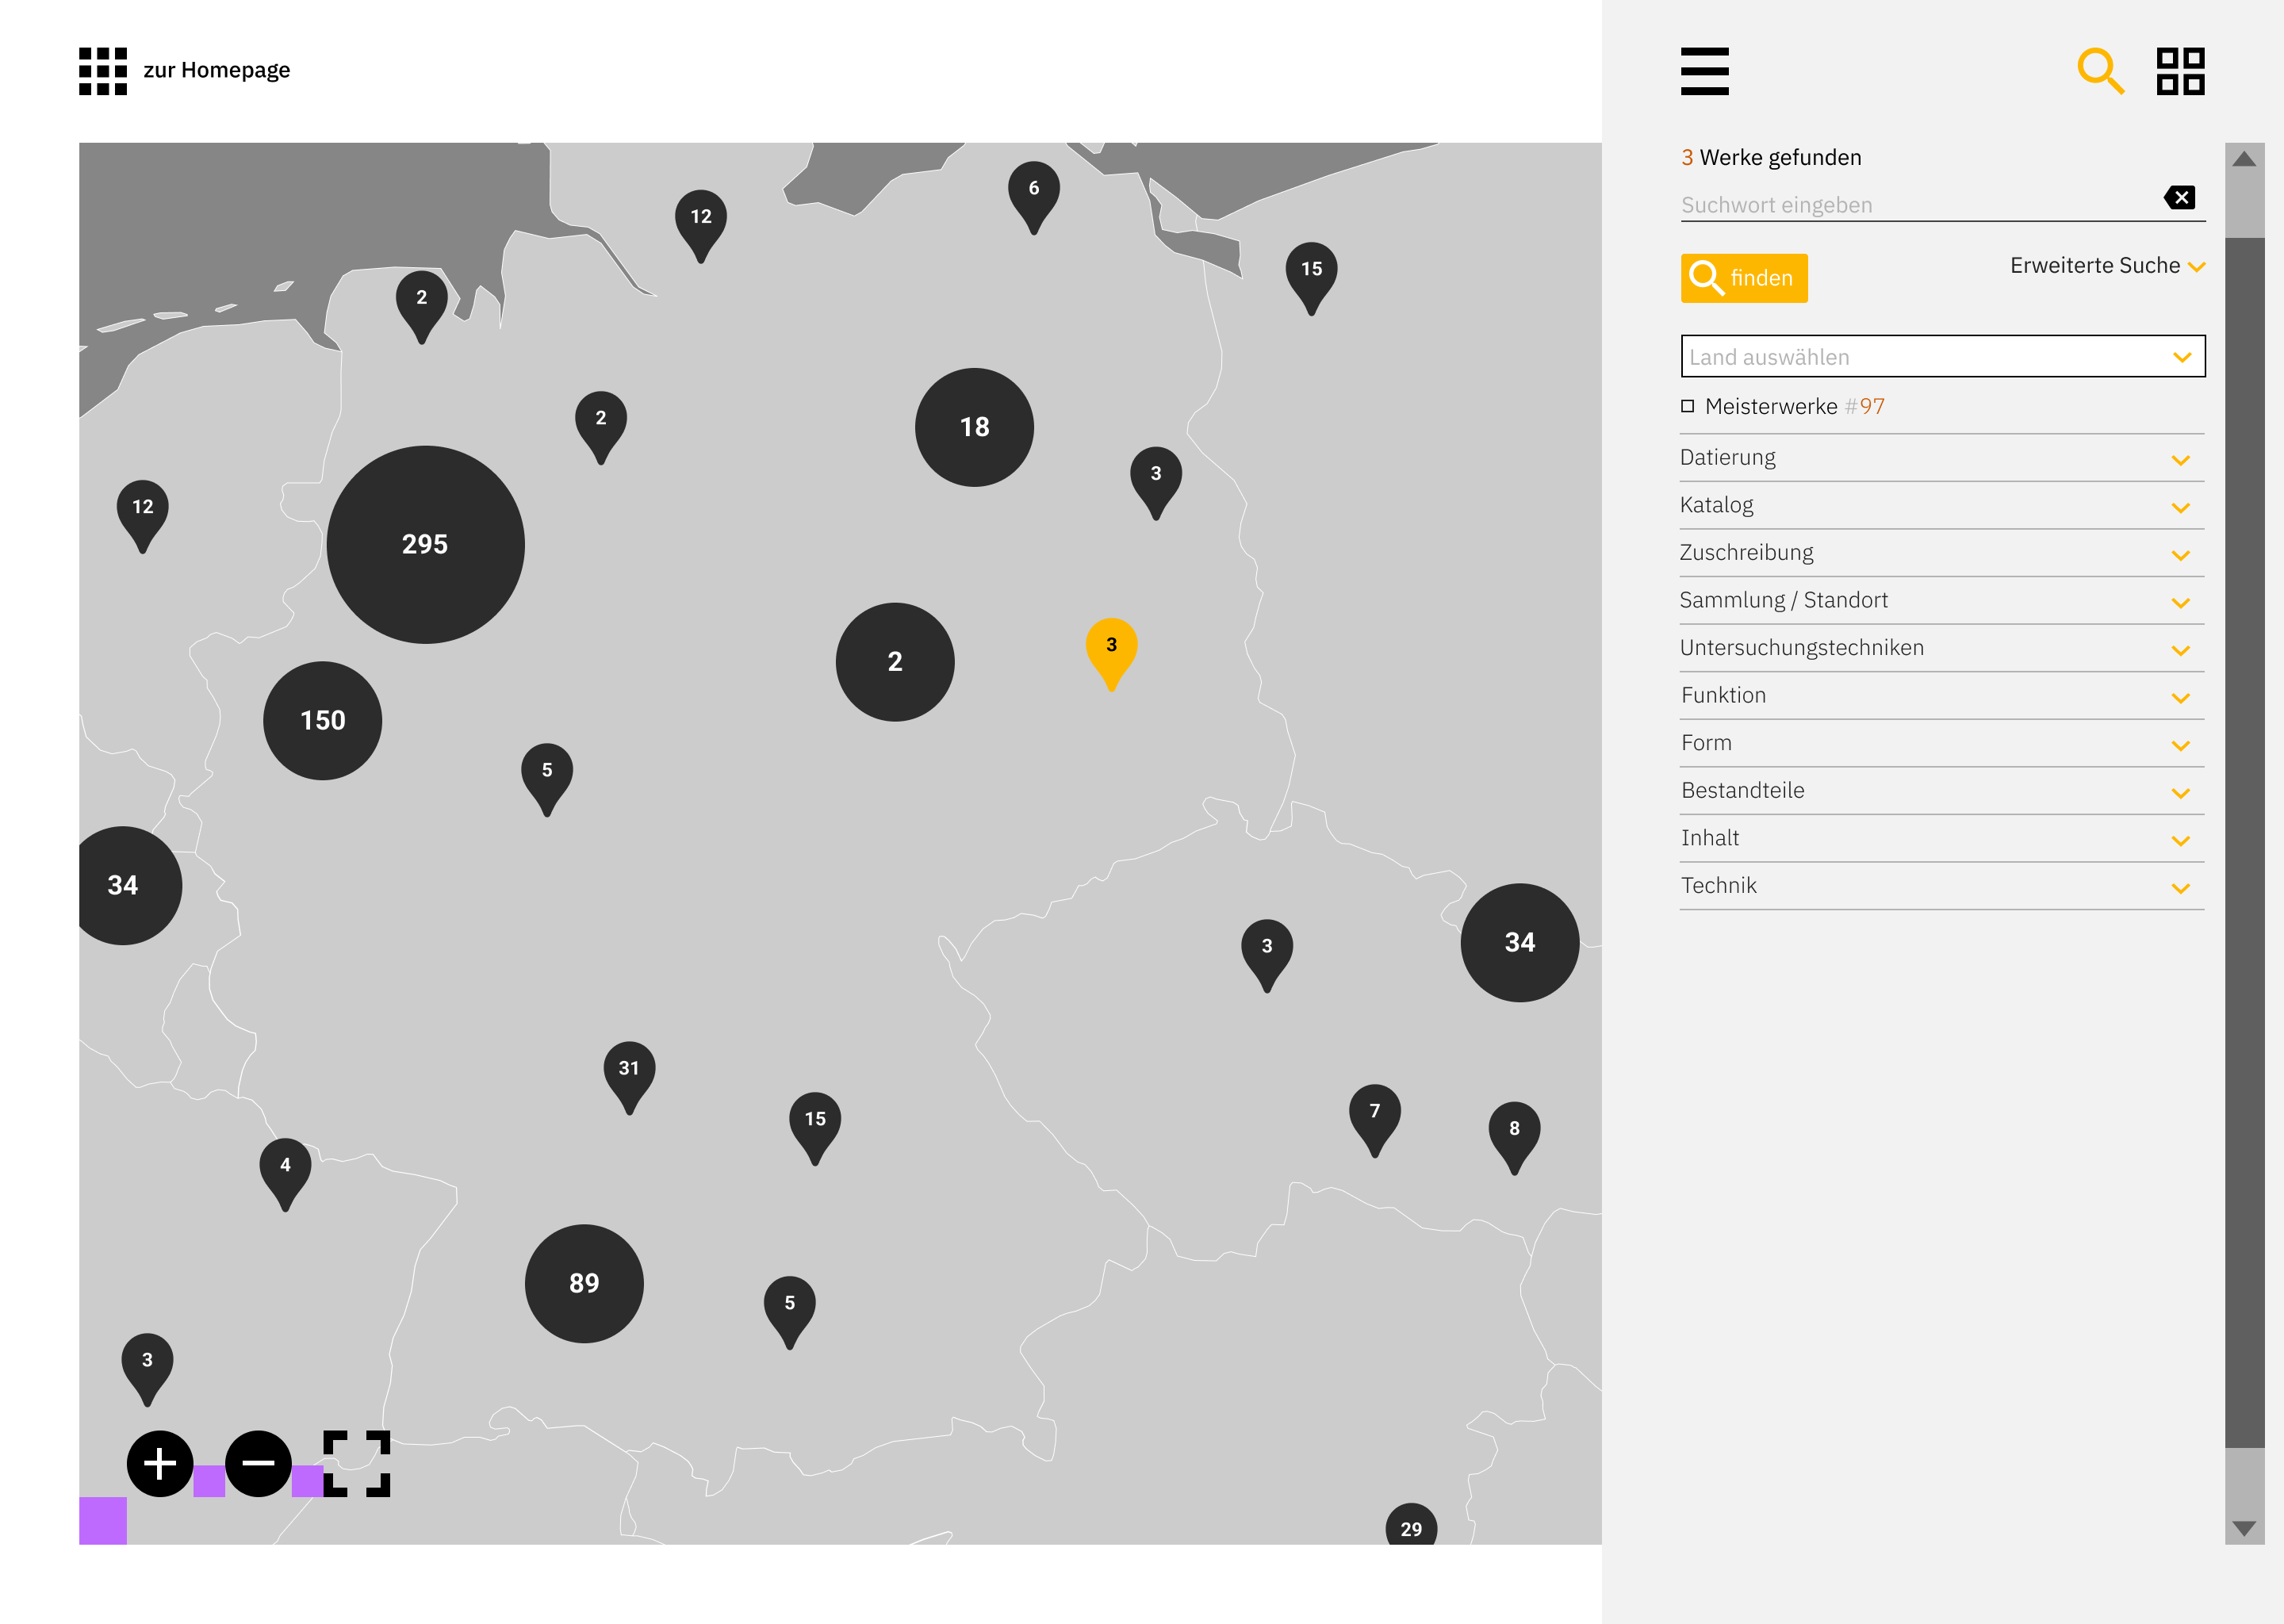 zur Homepage
3 Werke gefunden
Suchwort eingeben
finden
Erweiterte Suche
Land auswählen
Meisterwerke #97
Datierung
Katalog
Zuschreibung
Sammlung / Standort
Untersuchungstechniken
Funktion
Form
Bestandteile
Inhalt
Technik
6
12
15
2
2
18
3
12
295
3
2
150
5
34
3
34
31
7
15
8
4
89
5
3
29